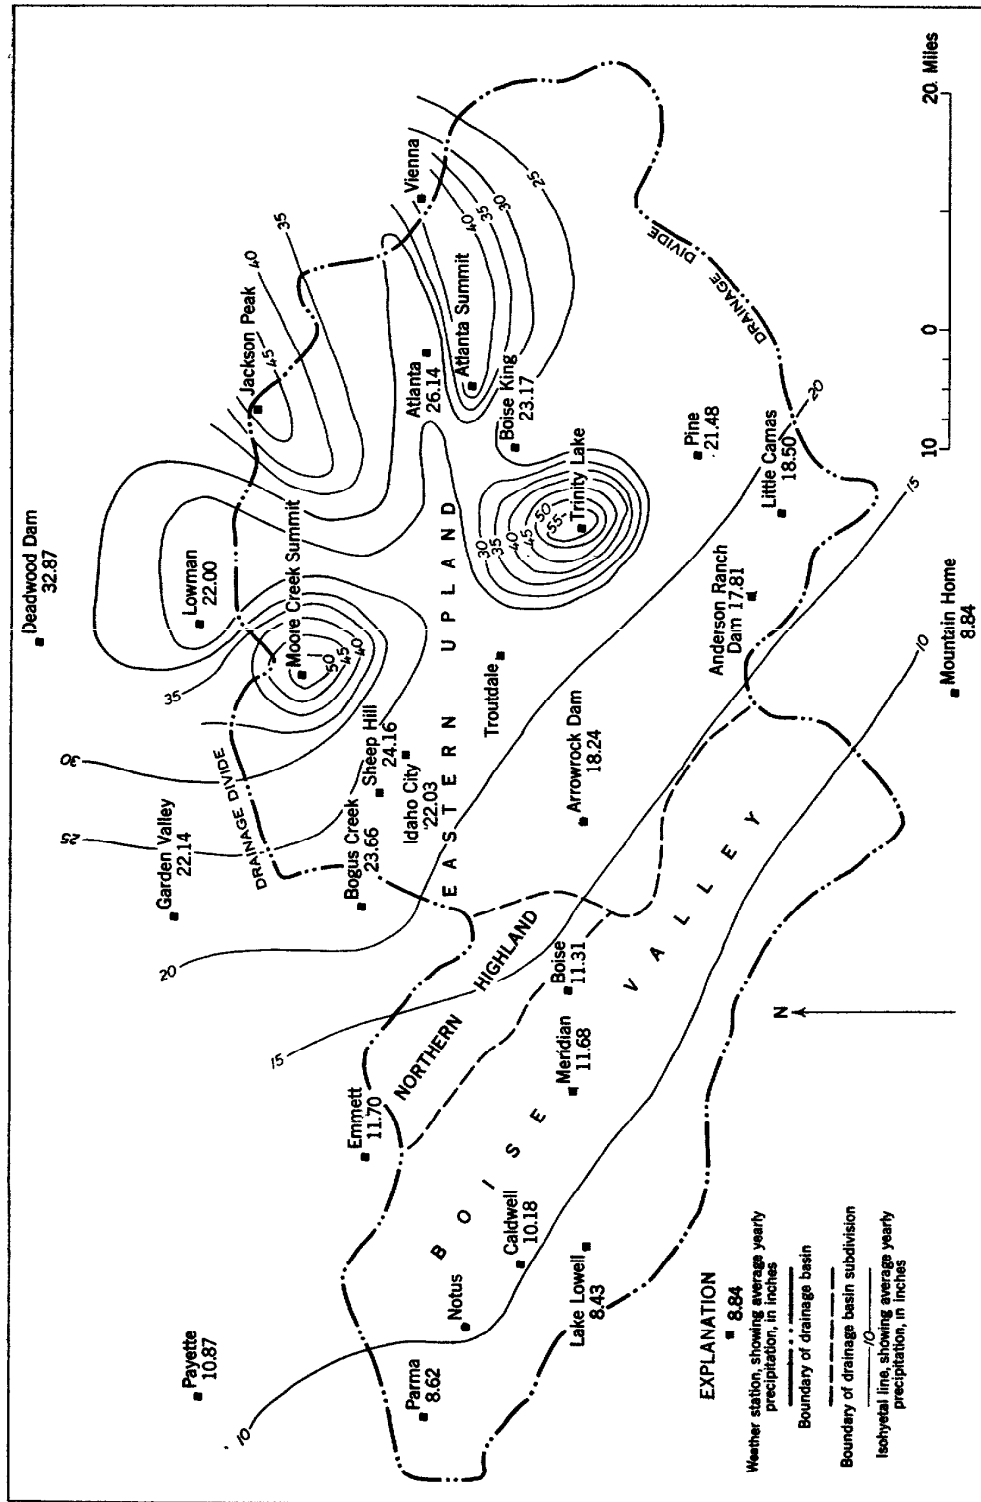 Deadwood Dam
32.87
Payette
10.87
Garden Valley
22.14
Lowman
22.00
Jackson Peak
45
40
35
35
30
25
20
15
10
DRAINAGE DIVIDE
Moore Creek Summit
50
45
40
Emmett
11.70
Bogus Creek
23.66
Sheep Hill
24.16
Idaho City
22.03
Atlanta
26.14
Vienna
Parma
8.62
Notus
Atlanta Summit
40
35
30
25
NORTHERN HIGHLAND
EASTERN UPLAND
Troutdale
Boise King
23.17
Caldwell
10.18
Lake Lowell
8.43
Meridian
11.68
Boise
11.31
Arrowrock Dam
18.24
Trinity Lake
30
35
40
45
50
55
BOISE VALLEY
Pine
21.48
Anderson Ranch
Dam 17.81
Little Camas
18.50
20
15
10
DRAINAGE DIVIDE
Mountain Home
8.84
N
EXPLANATION
8.84
Weather station, showing average yearly
precipitation, in inches
Boundary of drainage basin
Boundary of drainage basin subdivision
10
Isohyetal line, showing average yearly
precipitation, in inches
10 0 20 Miles